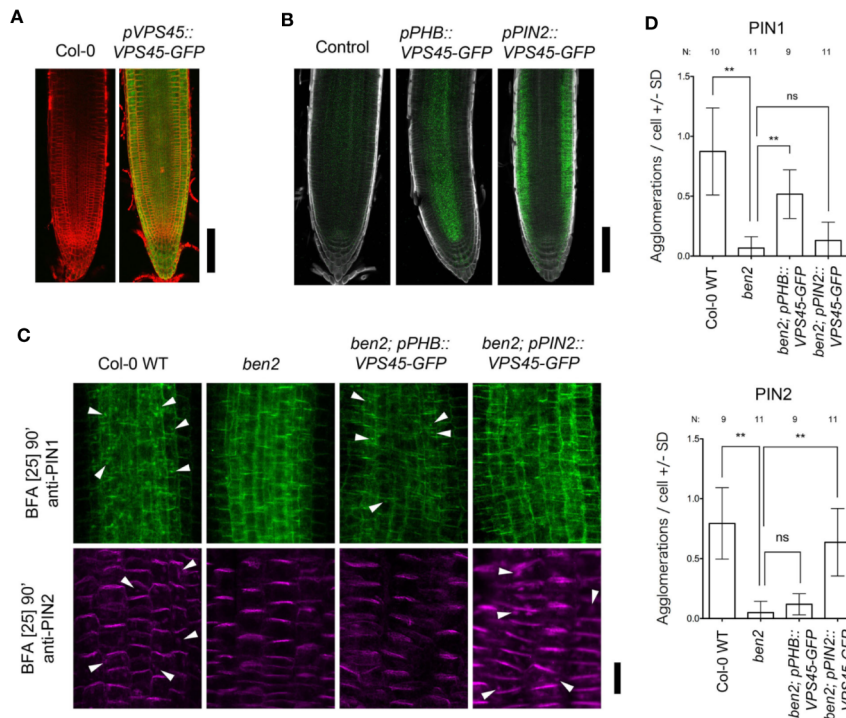 A
Col-0
pVPS45::
VPS45-GFP
B
Control
pPHB::
VPS45-GFP
pPIN2::
VPS45-GFP
C
Col-0 WT
ben2
ben2; pPHB::
VPS45-GFP
ben2; pPIN2::
VPS45-GFP
BFA [25] 90'
anti-PIN1
BFA [25] 90'
anti-PIN2
D
PIN1
N: 10 11 9 11
** ns
**
Agglomerations / cell +/- SD
1.5
1.0
0.5
0.0
Col-0 WT
ben2
ben2; pPHB::
VPS45-GFP
ben2; pPIN2::
VPS45-GFP
PIN2
N: 9 11 9 11
** **
ns
Agglomerations / cell +/- SD
1.5
1.0
0.5
0.0
Col-0 WT
ben2
ben2; pPHB::
VPS45-GFP
ben2; pPIN2::
VPS45-GFP